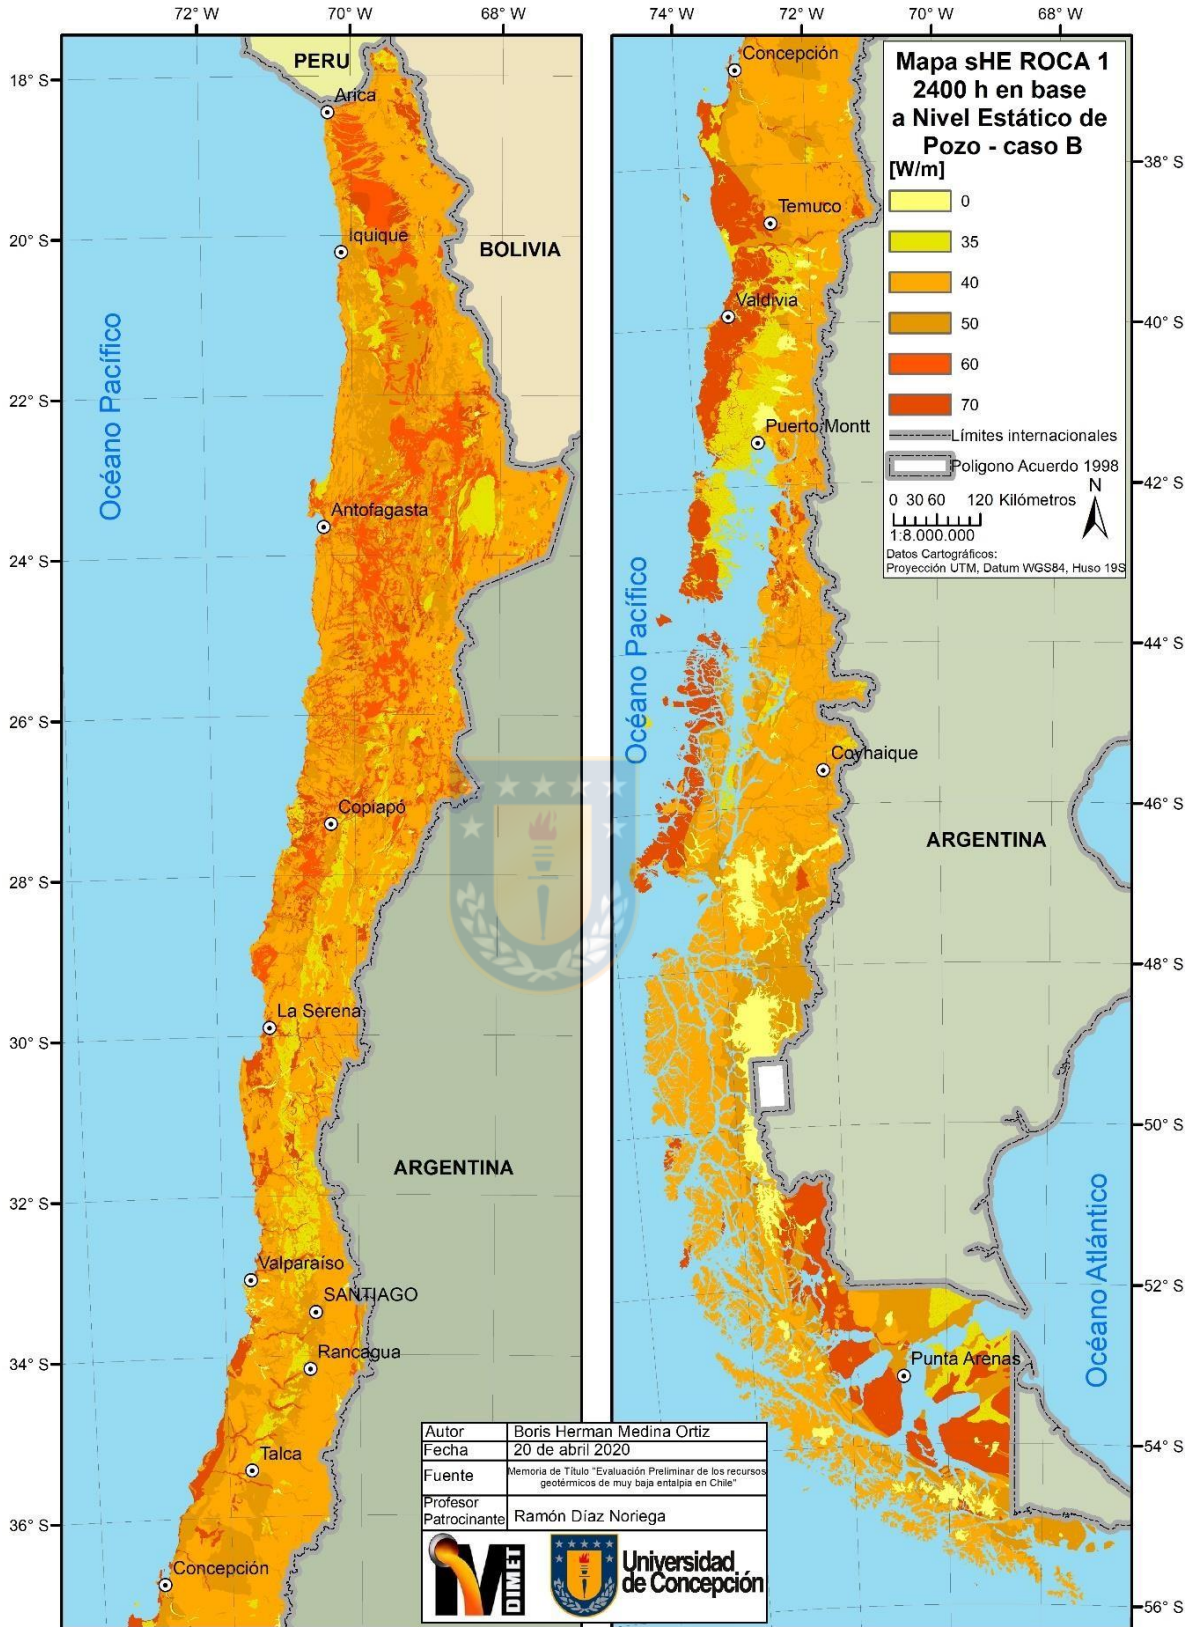 72° W
70° W
68° W
74° W
72° W
70° W
68° W
18° S
20° S
22° S
24° S
26° S
28° S
30° S
32° S
34° S
36° S
PERU
Arica
Iquique
BOLIVIA
Océano Pacífico
Antofagasta
Copiapó
La Serena
ARGENTINA
Valparaíso
SANTIAGO
Rancagua
Talca
Concepción
Concepción
Temuco
Valdivia
Puerto Montt
Océano Pacífico
Coyhaique
ARGENTINA
Punta Arenas
Océano Atlántico
38° S
40° S
42° S
44° S
46° S
48° S
50° S
52° S
54° S
56° S
Mapa sHE ROCA 1
2400 h en base
a Nivel Estático de
Pozo - caso B
[W/m]
0
35
40
50
60
70
Límites internacionales
Poligono Acuerdo 1998
N
0 30 60 120 Kilómetros
1:8.000.000
Datos Cartográficos:
Proyección UTM, Datum WGS84, Huso 19S
Autor Boris Herman Medina Ortiz
Fecha 20 de abril 2020
Fuente Memoria de Título "Evaluación Preliminar de los recursos
geotérmicos de muy baja entalpia en Chile"
Profesor
Patrocinante Ramón Díaz Noriega
IM DIMET
Universidad
de Concepción